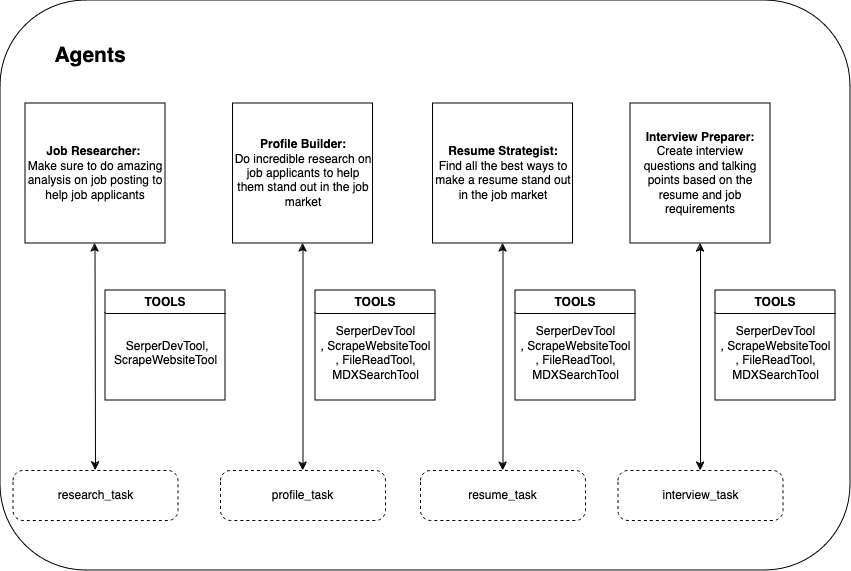 Agents
Job Researcher:
Make sure to do amazing
analysis on job posting to
help job applicants
Profile Builder:
Do incredible research on
job applicants to help
them stand out in the job
market
Resume Strategist:
Find all the best ways to
make a resume stand out
in the job market
Interview Preparer:
Create interview
questions and talking
points based on the
resume and job
requirements
TOOLS
SerperDevTool,
ScrapeWebsiteTool
TOOLS
SerperDevTool
, ScrapeWebsiteTool
, FileReadTool,
MDXSearchTool
TOOLS
SerperDevTool
, ScrapeWebsiteTool
, FileReadTool,
MDXSearchTool
TOOLS
SerperDevTool
, ScrapeWebsiteTool
, FileReadTool,
MDXSearchTool
research_task
profile_task
resume_task
interview_task